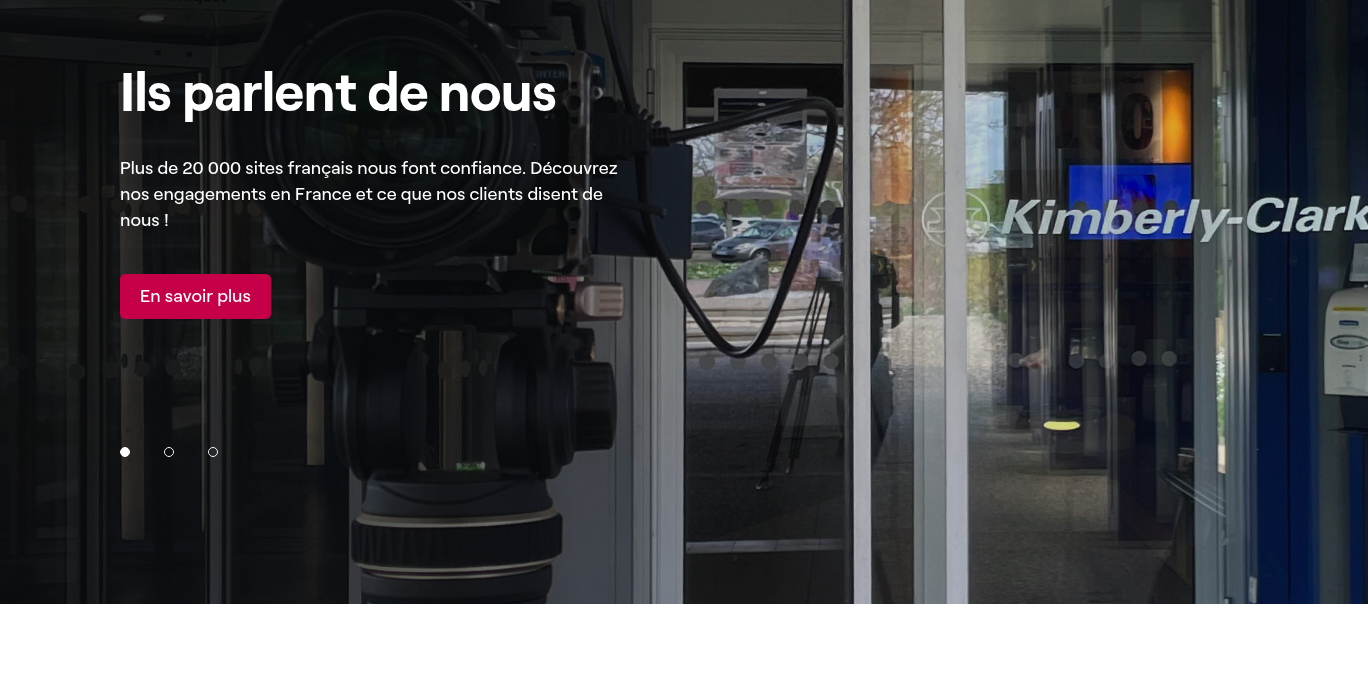 Ils parlent de nous
Plus de 20 000 sites français nous font confiance. Découvrez
nos engagements en France et ce que nos clients disent de
nous !
En savoir plus
Kimberly-Clark